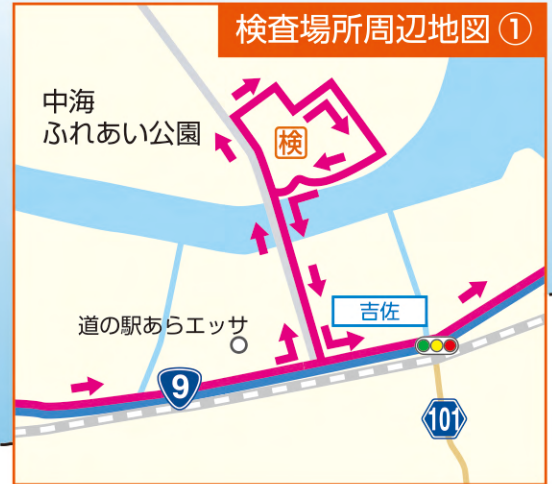 検査場所周辺地図①
中海
ふれあい公園
検
吉佐
道の駅あらエッサ
9
101